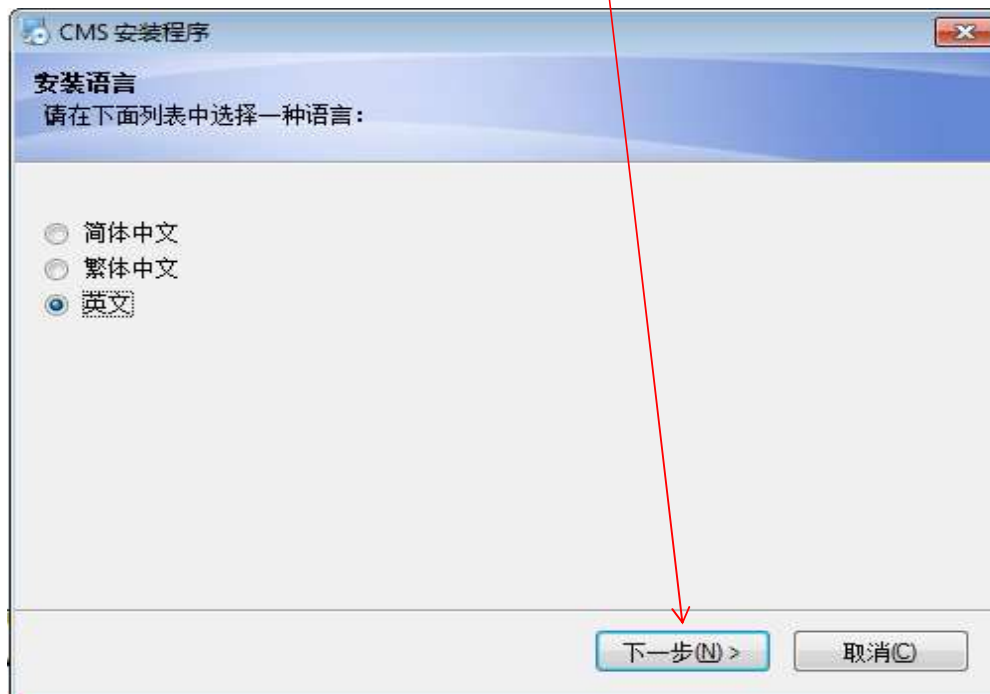 CMS 安装程序
安装语言
请在下面列表中选择一种语言：
简体中文
繁体中文
英文
下一步(N) >
取消(C)